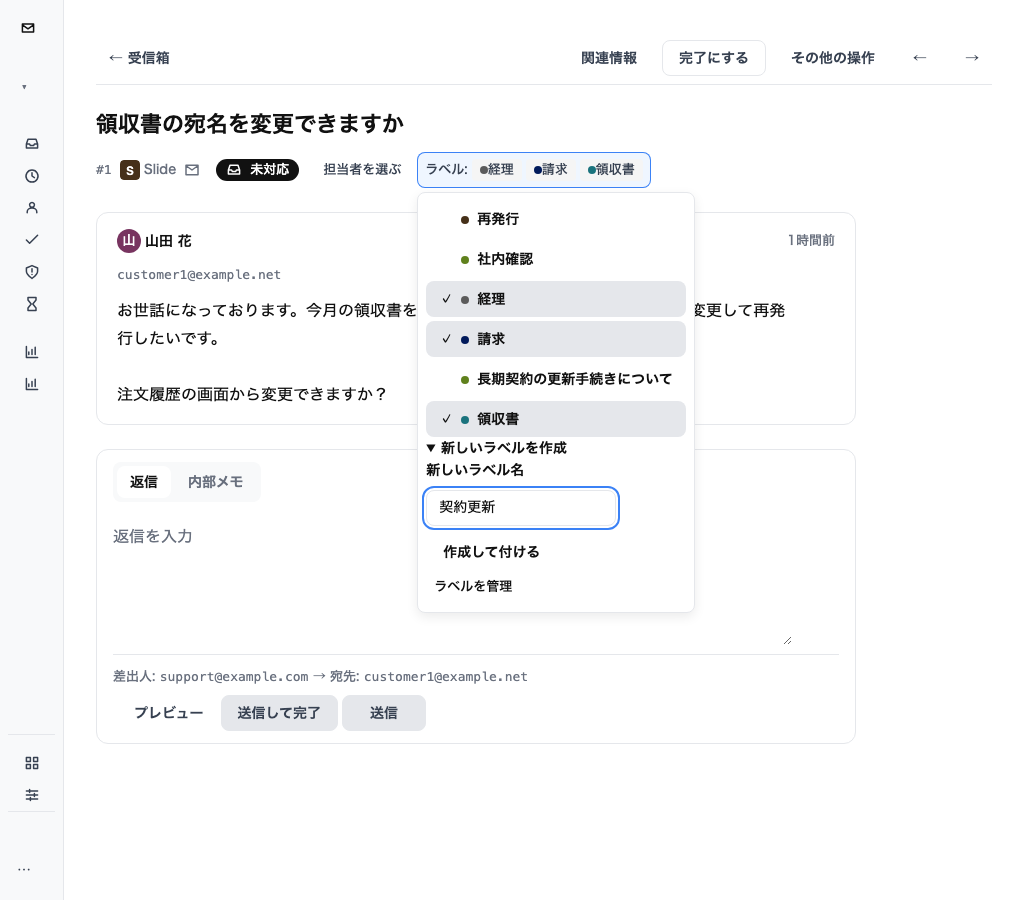 ← 受信箱 関連情報 完了にする その他の操作 ← →
領収書の宛名を変更できますか
#1 S Slide 未対応 担当者を選ぶ ラベル: 経理 請求 領収書
山 山田 花 1時間前
customer1@example.net
お世話になっております。今月の領収書を
変更して再発
行したいです。
注文履歴の画面から変更できますか？
再発行
社内確認
✓ 経理
✓ 請求
長期契約の更新手続きについて
✓ 領収書
▼ 新しいラベルを作成
新しいラベル名
契約更新
作成して付ける
ラベルを管理
返信 内部メモ
返信を入力
差出人: support@example.com → 宛先: customer1@example.net
プレビュー 送信して完了 送信
…